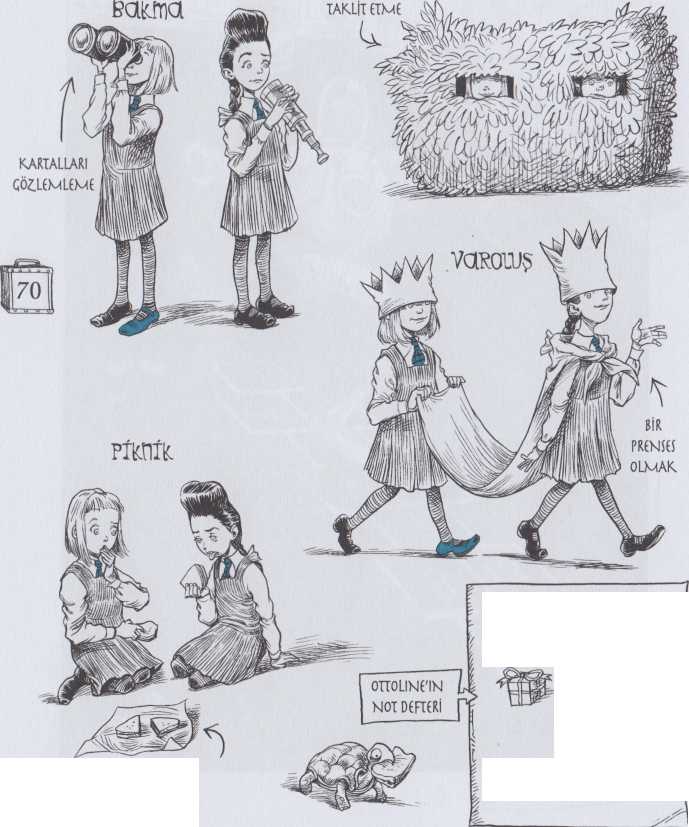 BAKMA
TAKLİT ETME
KARTALLARI
GÖZLEMLEME
70
VAROLUŞ
BİR
PRENSES
OLMAK
PİKNİK
OTTOLINE'IN
NOT DEFTERİ